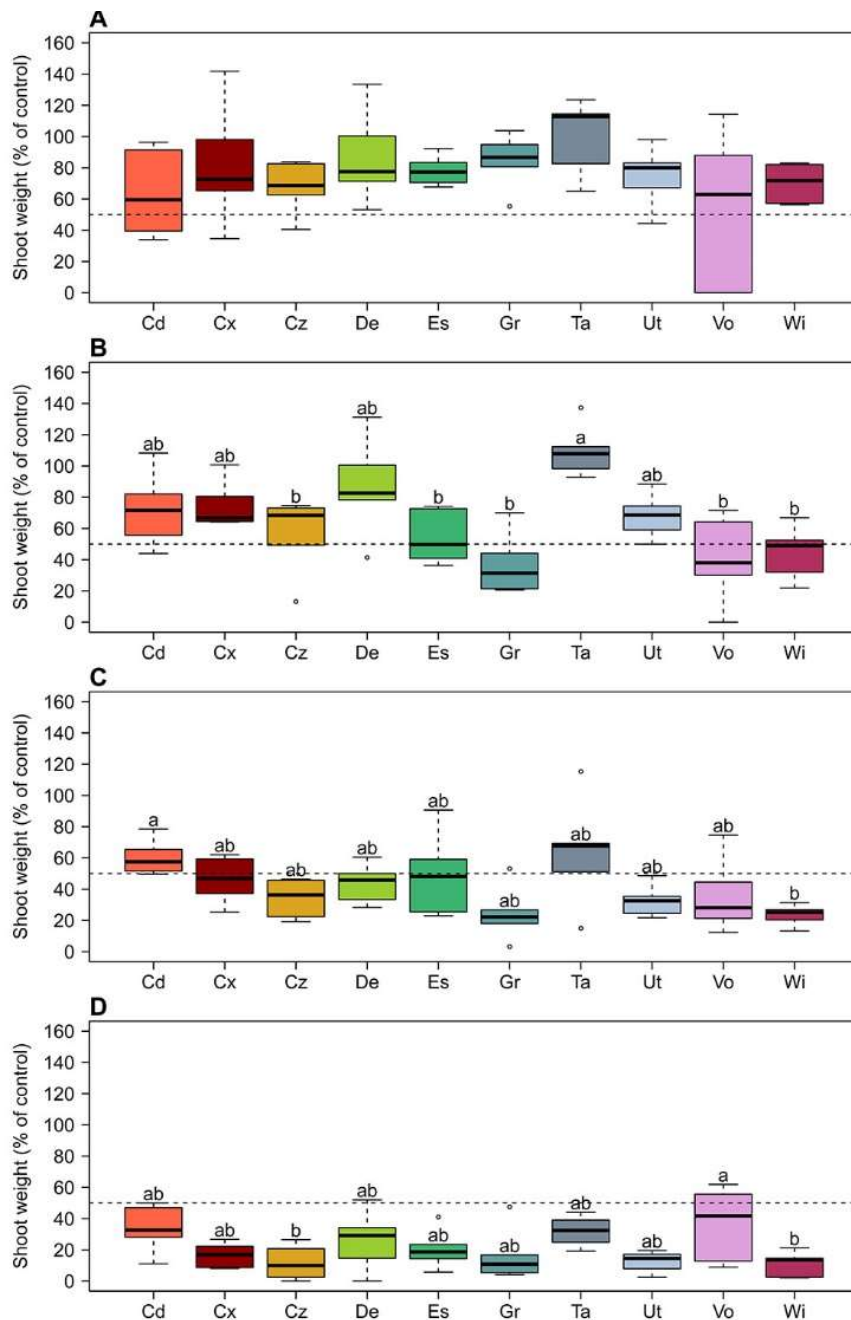 A
Shoot weight (% of control)
160
140
120
100
80
60
40
20
0
Cd Cx Cz De Es Gr Ta Ut Vo Wi
B
Shoot weight (% of control)
160
140
120
100
80
60
40
20
0
ab ab b ab b b a ab b b
Cd Cx Cz De Es Gr Ta Ut Vo Wi
C
Shoot weight (% of control)
160
140
120
100
80
60
40
20
0
a ab ab ab ab ab ab ab ab b
Cd Cx Cz De Es Gr Ta Ut Vo Wi
D
Shoot weight (% of control)
160
140
120
100
80
60
40
20
0
ab ab b ab ab ab ab ab a b
Cd Cx Cz De Es Gr Ta Ut Vo Wi